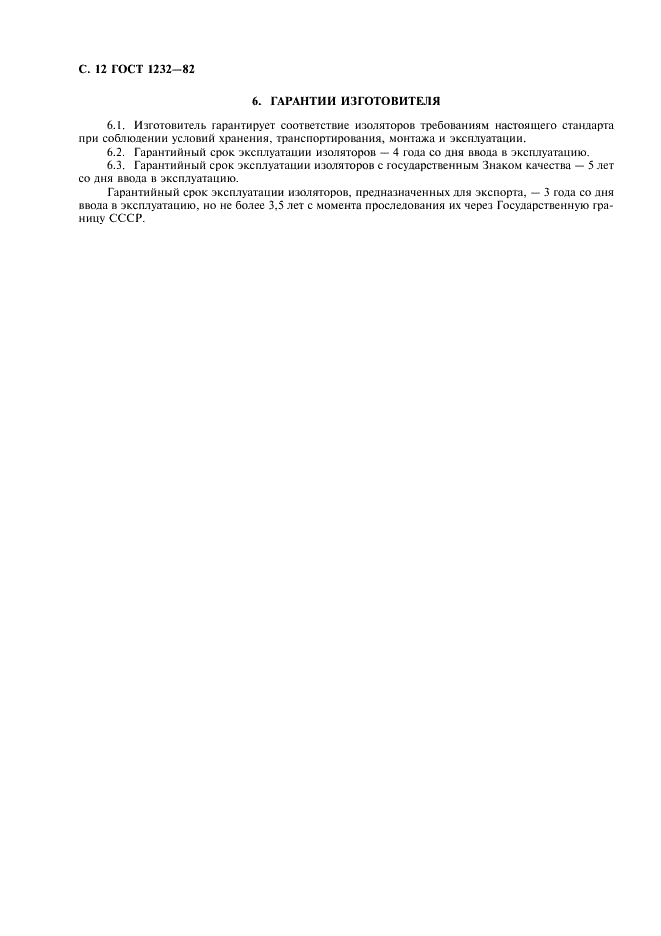 С. 12 ГОСТ 1232—82
6. ГАРАНТИИ ИЗГОТОВИТЕЛЯ
6.1. Изготовитель гарантирует соответствие изоляторов требованиям настоящего стандарта
при соблюдении условий хранения, транспортирования, монтажа и эксплуатации.
6.2. Гарантийный срок эксплуатации изоляторов — 4 года со дня ввода в эксплуатацию.
6.3. Гарантийный срок эксплуатации изоляторов с государственным Знаком качества — 5 лет
со дня ввода в эксплуатацию.
Гарантийный срок эксплуатации изоляторов, предназначенных для экспорта, — 3 года со дня
ввода в эксплуатацию, но не более 3,5 лет с момента проследования их через Государственную гра-
ницу СССР.